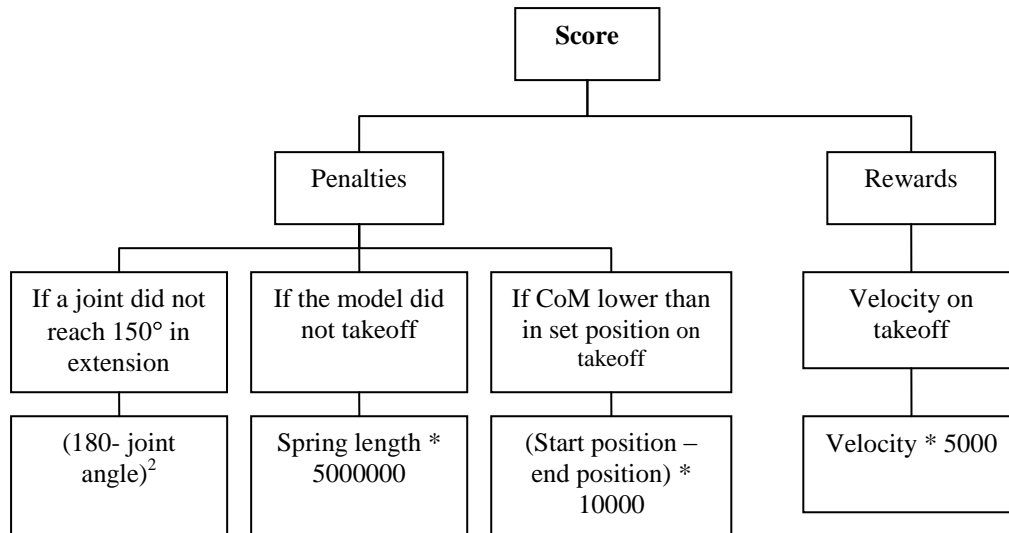 Score
Penalties
Rewards
If a joint did not
reach 150° in
extension
If the model did
not takeoff
If CoM lower than
in set position on
takeoff
Velocity on
takeoff
(180- joint
angle)²
Spring length *
5000000
(Start position –
end position) *
10000
Velocity * 5000